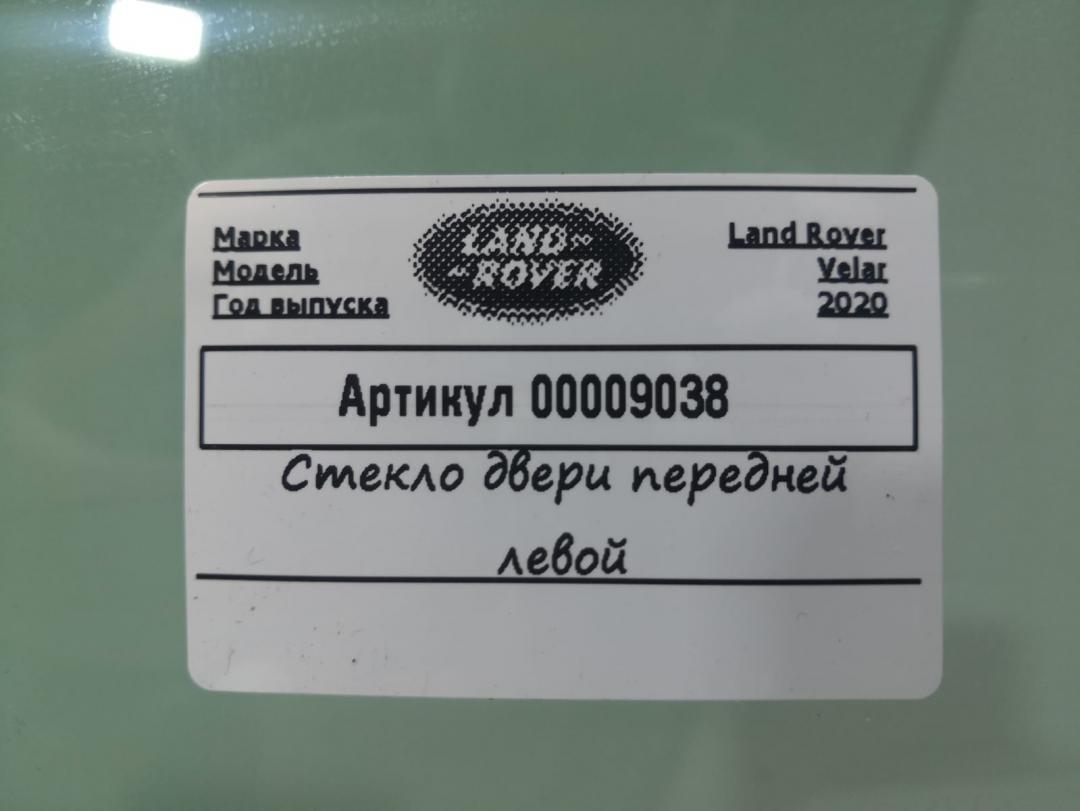 Марка
Модель
Год выпуска
LAND
ROVER
Land Rover
Velar
2020
Артикул 00009038
Стекло двери передней
левой